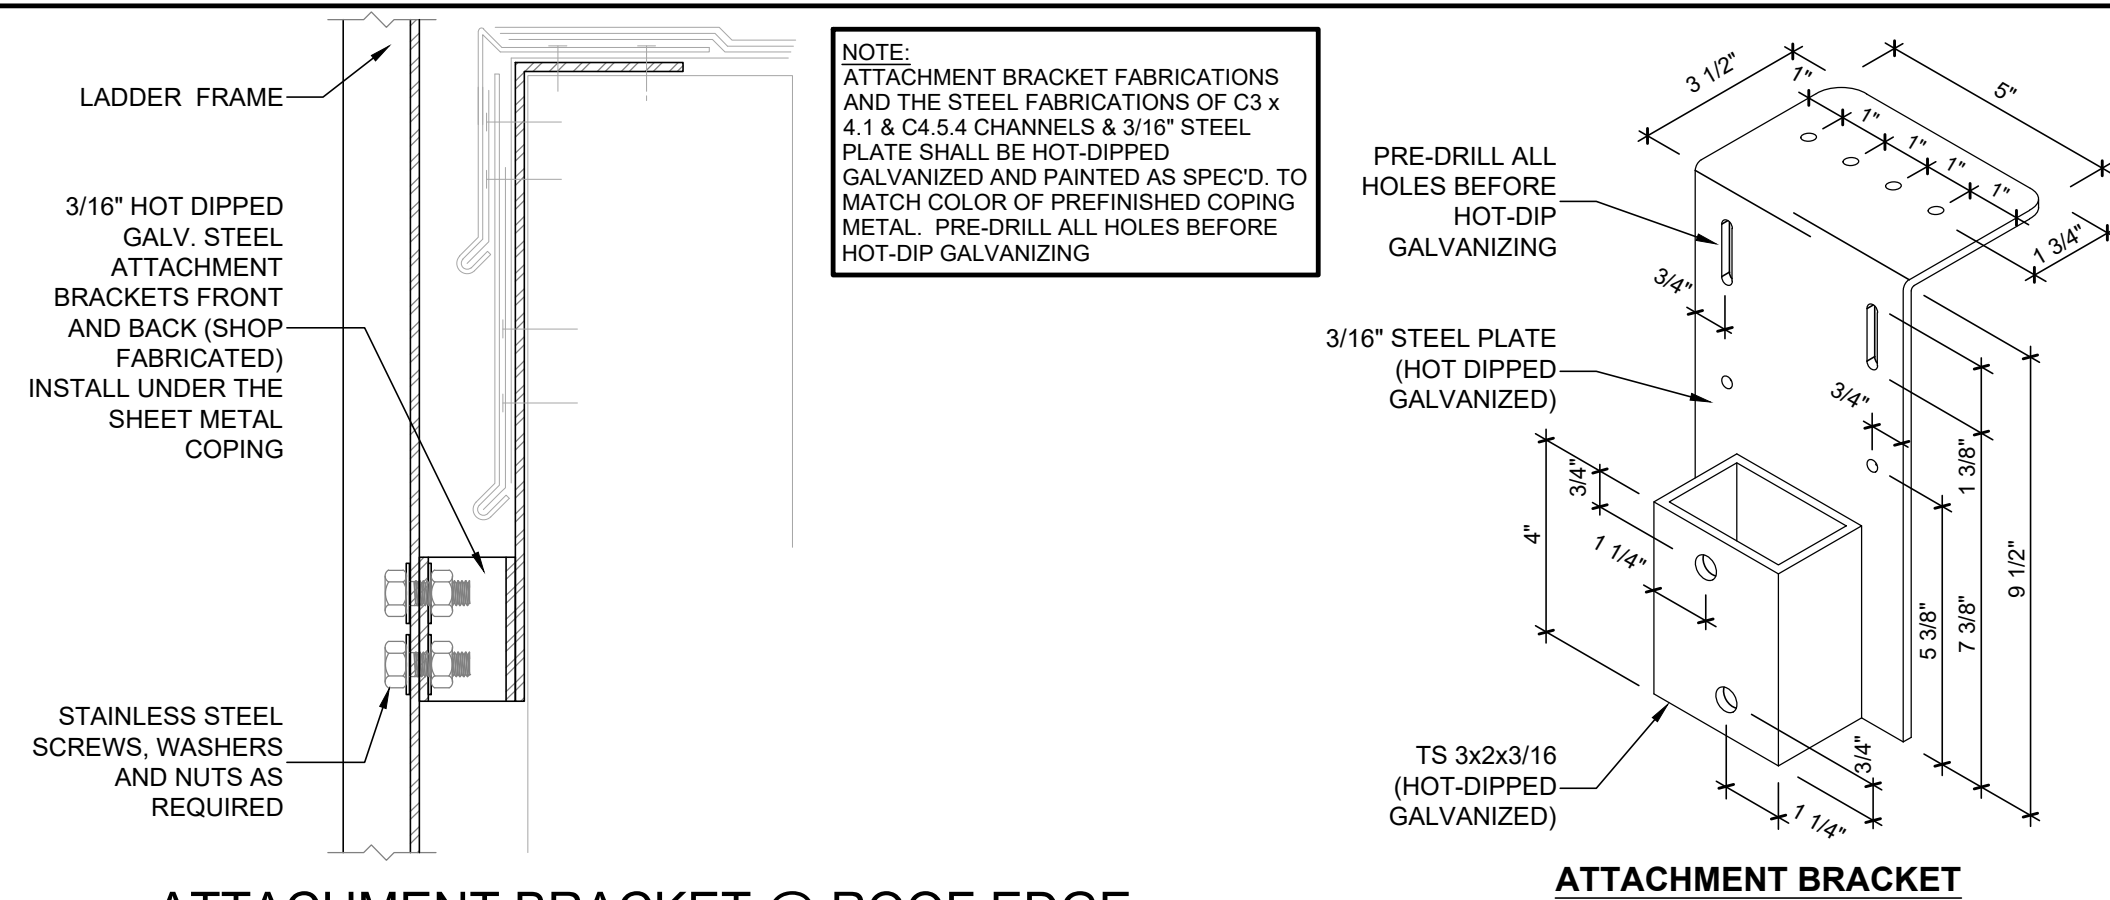 LADDER  FRAME
3/16" HOT DIPPED
GALV. STEEL
ATTACHMENT
BRACKETS FRONT
AND BACK (SHOP
FABRICATED)
INSTALL UNDER THE
SHEET METAL
COPING
STAINLESS STEEL
SCREWS, WASHERS
AND NUTS AS
REQUIRED
NOTE:
ATTACHMENT BRACKET FABRICATIONS
AND THE STEEL FABRICATIONS OF C3 x
4.1 & C4.5.4 CHANNELS & 3/16" STEEL
PLATE SHALL BE HOT-DIPPED
GALVANIZED AND PAINTED AS SPEC'D. TO
MATCH COLOR OF PREFINISHED COPING
METAL.  PRE-DRILL ALL HOLES BEFORE
HOT-DIP GALVANIZING
PRE-DRILL ALL
HOLES BEFORE
HOT-DIP
GALVANIZING
3/16" STEEL PLATE
(HOT DIPPED
GALVANIZED)
TS 3x2x3/16
(HOT-DIPPED
GALVANIZED)
3 1/2"
1"
1"
1"
1"
1"
5"
1 3/4"
3/4"
3/4"
3/4"
4"
1 1/4"
1 3/8"
9 1/2"
5 3/8"
7 3/8"
3/4"
1 1/4"
ATTACHMENT BRACKET
ATTACHMENT BRACKET @ ROOF EDGE